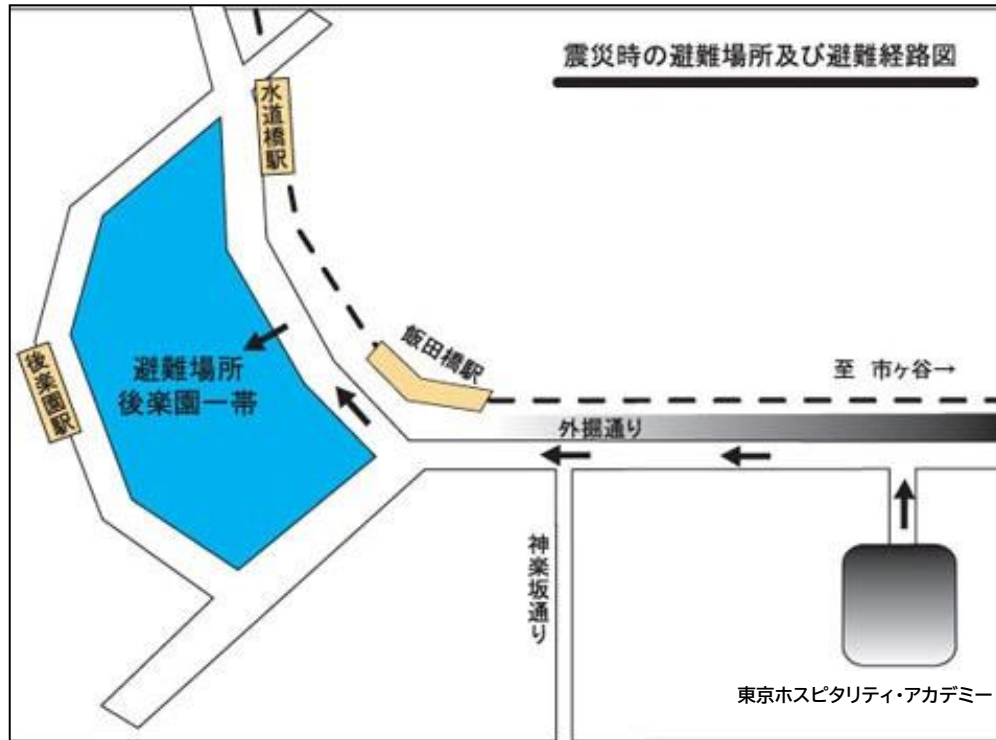 震災時の避難場所及び避難経路図
水道橋駅
飯田橋駅
至 市ヶ谷→
避難場所
後楽園一帯
後楽園駅
外掘通り
神楽坂通り
東京ホスピタリティ・アカデミー